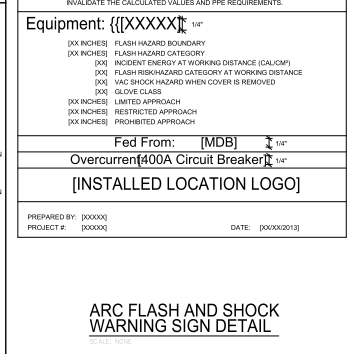 INVALIDATE THE CALCULATED VALUES AND PPE REQUIREMENTS.
Equipment: {{[XXXXX] 1/4"
[XX INCHES] FLASH HAZARD BOUNDARY
[XX INCHES] FLASH HAZARD CATEGORY
[XX] INCIDENT ENERGY AT WORKING DISTANCE (CAL/CM²)
[XX] FLASH RISK/HAZARD CATEGORY AT WORKING DISTANCE
[XX] VAC SHOCK HAZARD WHEN COVER IS REMOVED
[XX] GLOVE CLASS
[XX INCHES] LIMITED APPROACH
[XX INCHES] RESTRICTED APPROACH
[XX INCHES] PROHIBITED APPROACH
Fed From: [MDB] 1/4"
Overcurrent[400A Circuit Breaker] 1/4"
[INSTALLED LOCATION LOGO]
PREPARED BY: [XXXXX]
PROJECT #: [XXXXX] DATE: [XX/XX/2013]
ARC FLASH AND SHOCK
WARNING SIGN DETAIL
SCALE: NONE